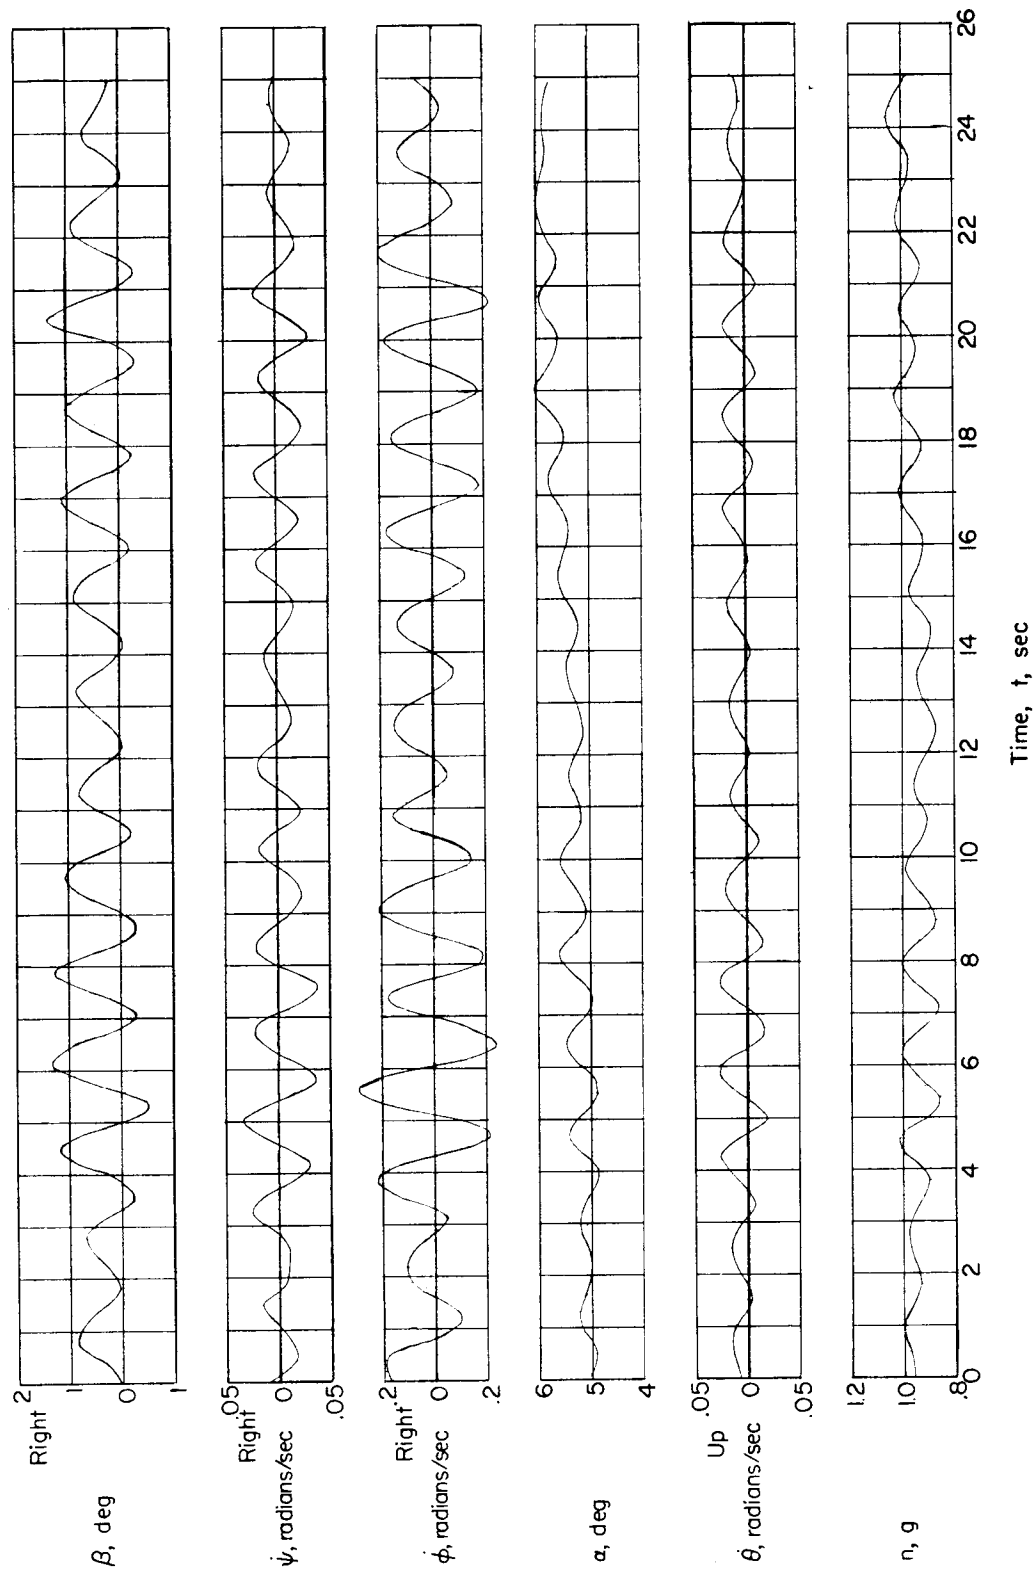 2
Right
1
0
1
β, deg
.05
Right
0
.05
ψ̇, radians/sec
.2
Right
0
.2
φ̇, radians/sec
6
5
4
α, deg
.05
Up
0
.05
θ̇, radians/sec
1.2
1.0
.8
n, g
0 2 4 6 8 10 12 14 16 18 20 22 24 26
Time, t, sec